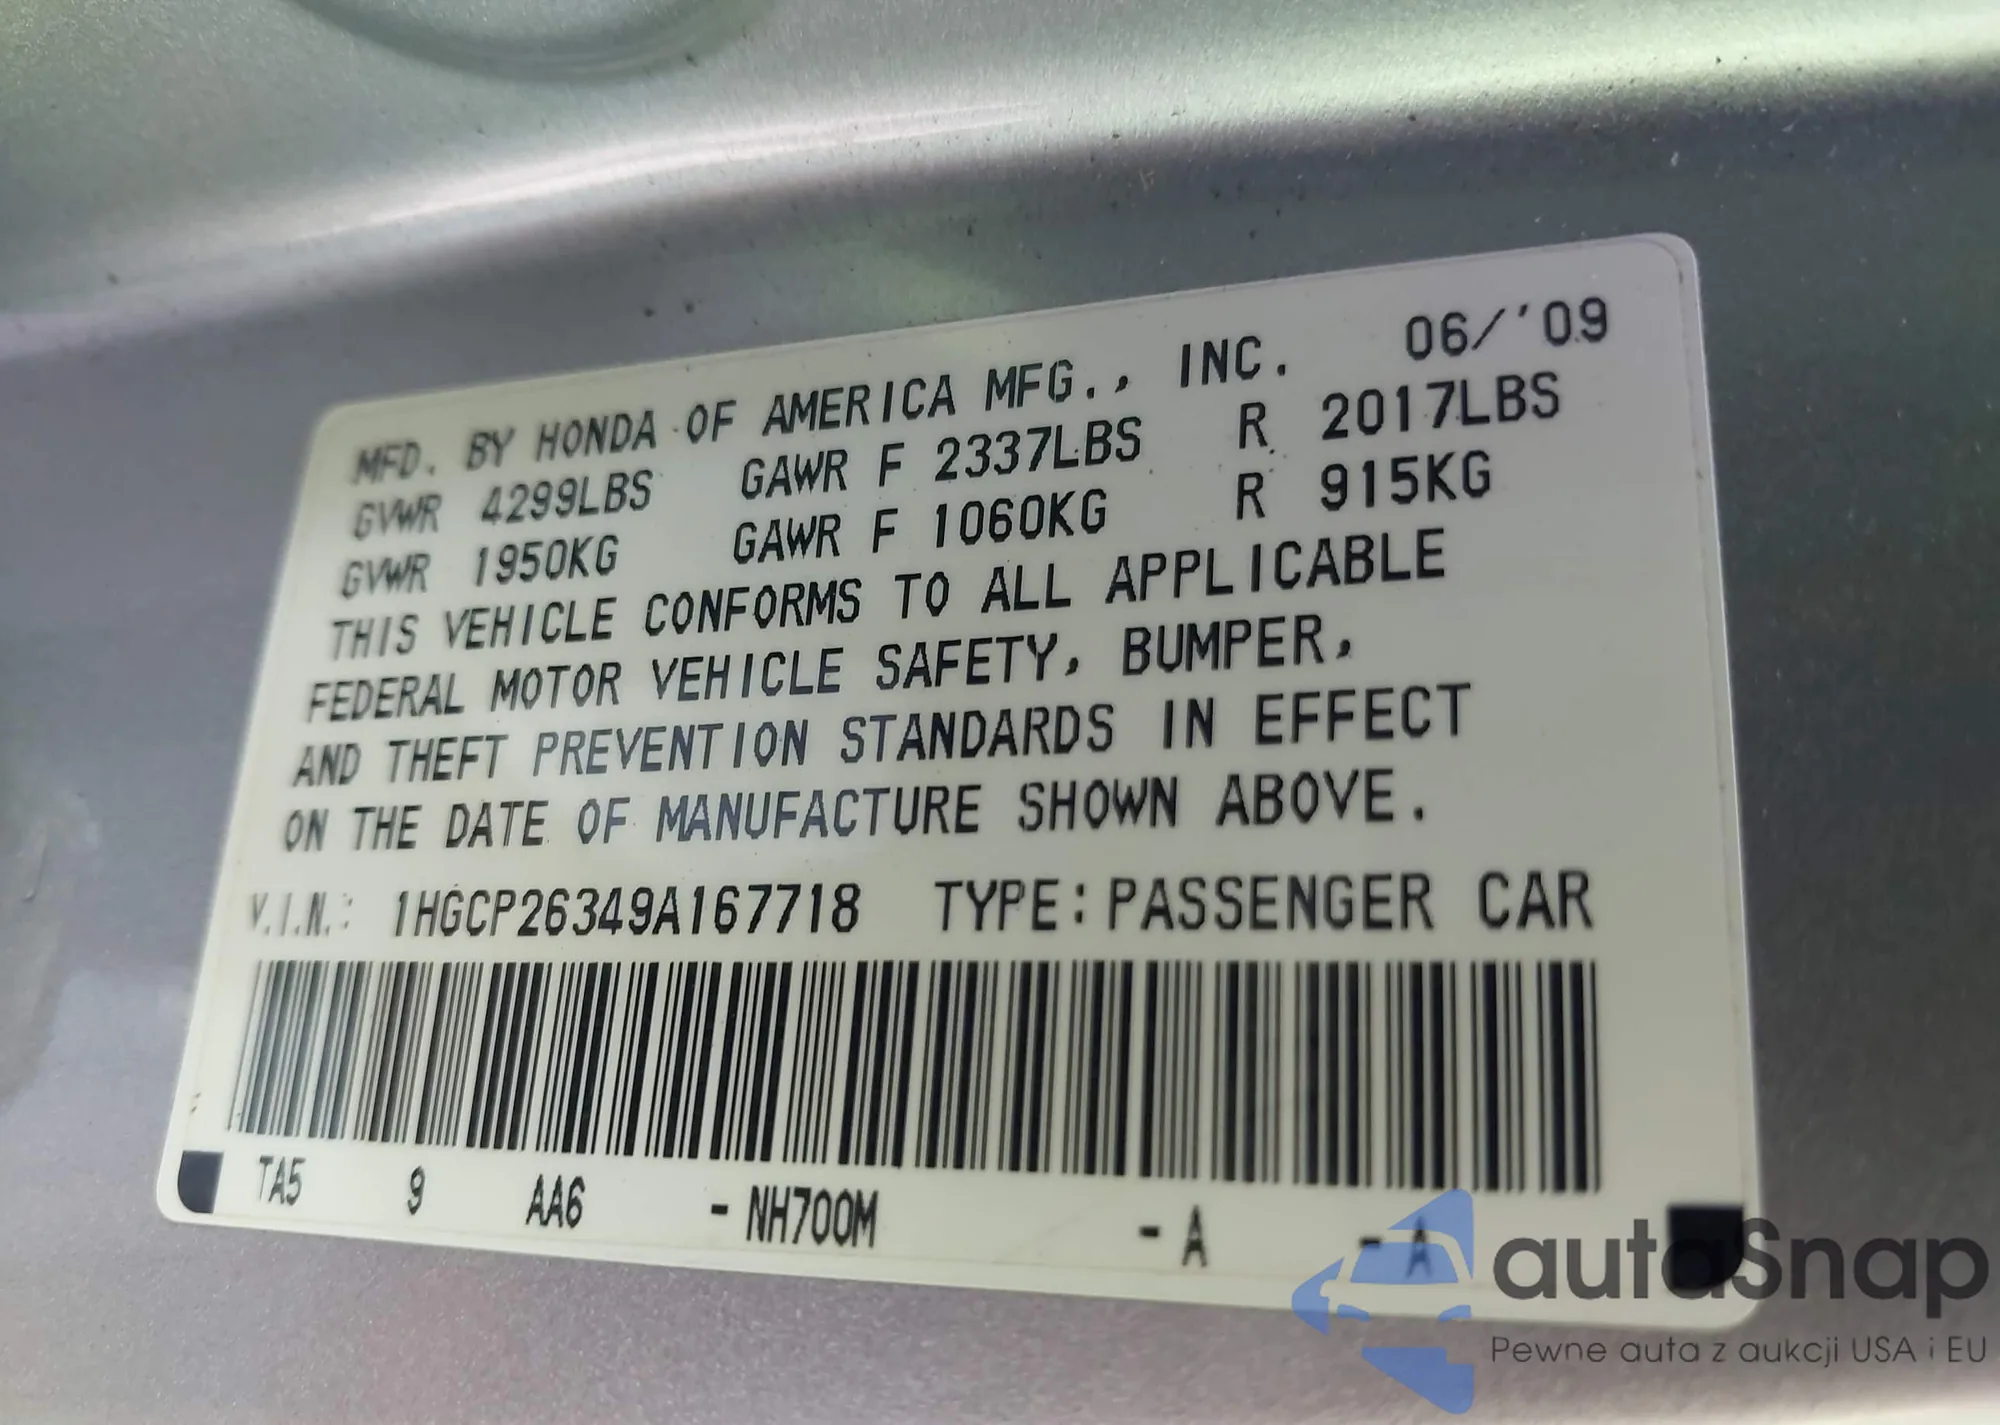 MFD. BY HONDA OF AMERICA MFG., INC. 06/'09
GVWR 4299LBS GAWR F 2337LBS R 2017LBS
GVWR 1950KG GAWR F 1060KG R 915KG
THIS VEHICLE CONFORMS TO ALL APPLICABLE
FEDERAL MOTOR VEHICLE SAFETY, BUMPER,
AND THEFT PREVENTION STANDARDS IN EFFECT
ON THE DATE OF MANUFACTURE SHOWN ABOVE.
V.I.N.: 1HGCP26349A167718 TYPE: PASSENGER CAR
TA5 9 AA6 - NH700M - A - A
autaSnap
Pewne auta z aukcji USA i EU